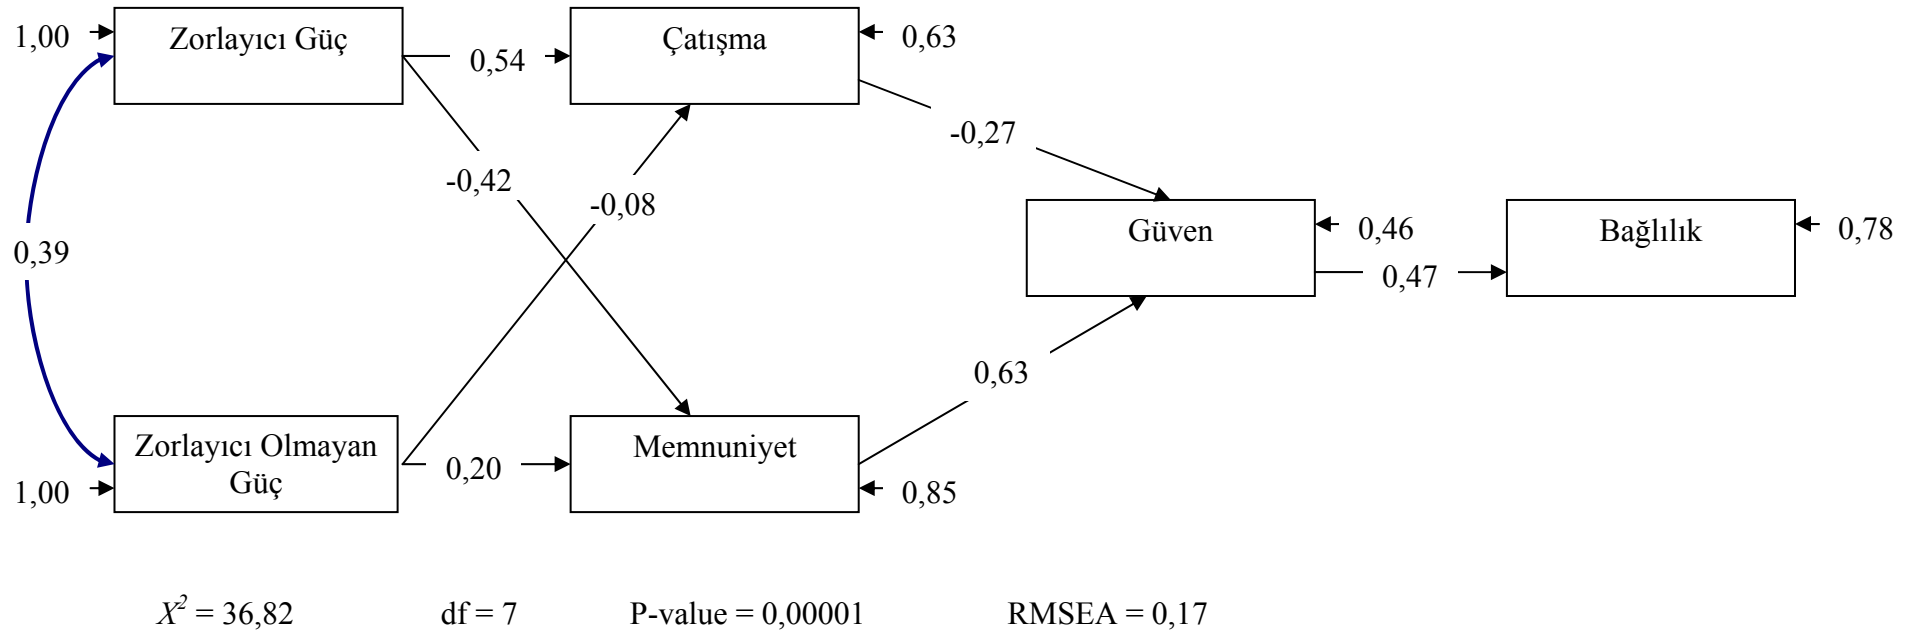 1,00
Zorlayıcı Güç
0,54
Çatışma
0,63
-0,27
-0,42
-0,08
0,39
Güven
0,46
0,47
Bağlılık
0,78
0,63
Zorlayıcı Olmayan
Güç
1,00
0,20
Memnuniyet
0,85
X² = 36,82 df = 7 P-value = 0,00001 RMSEA = 0,17